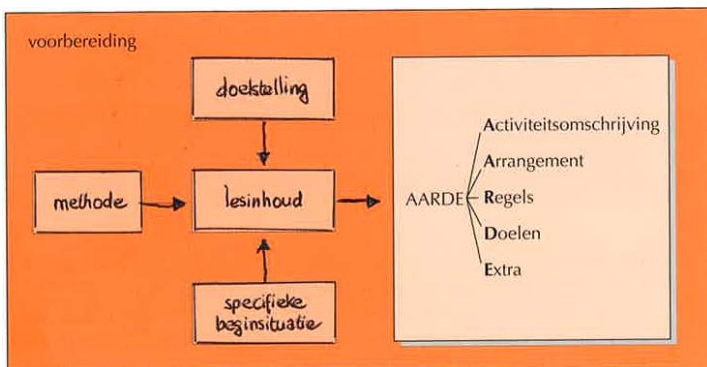 voorbereiding
doelstelling
methode
lesinhoud
specifieke
beginsituatie
AARDE
Activiteitsomschrijving
Arrangement
Regels
Doelen
Extra